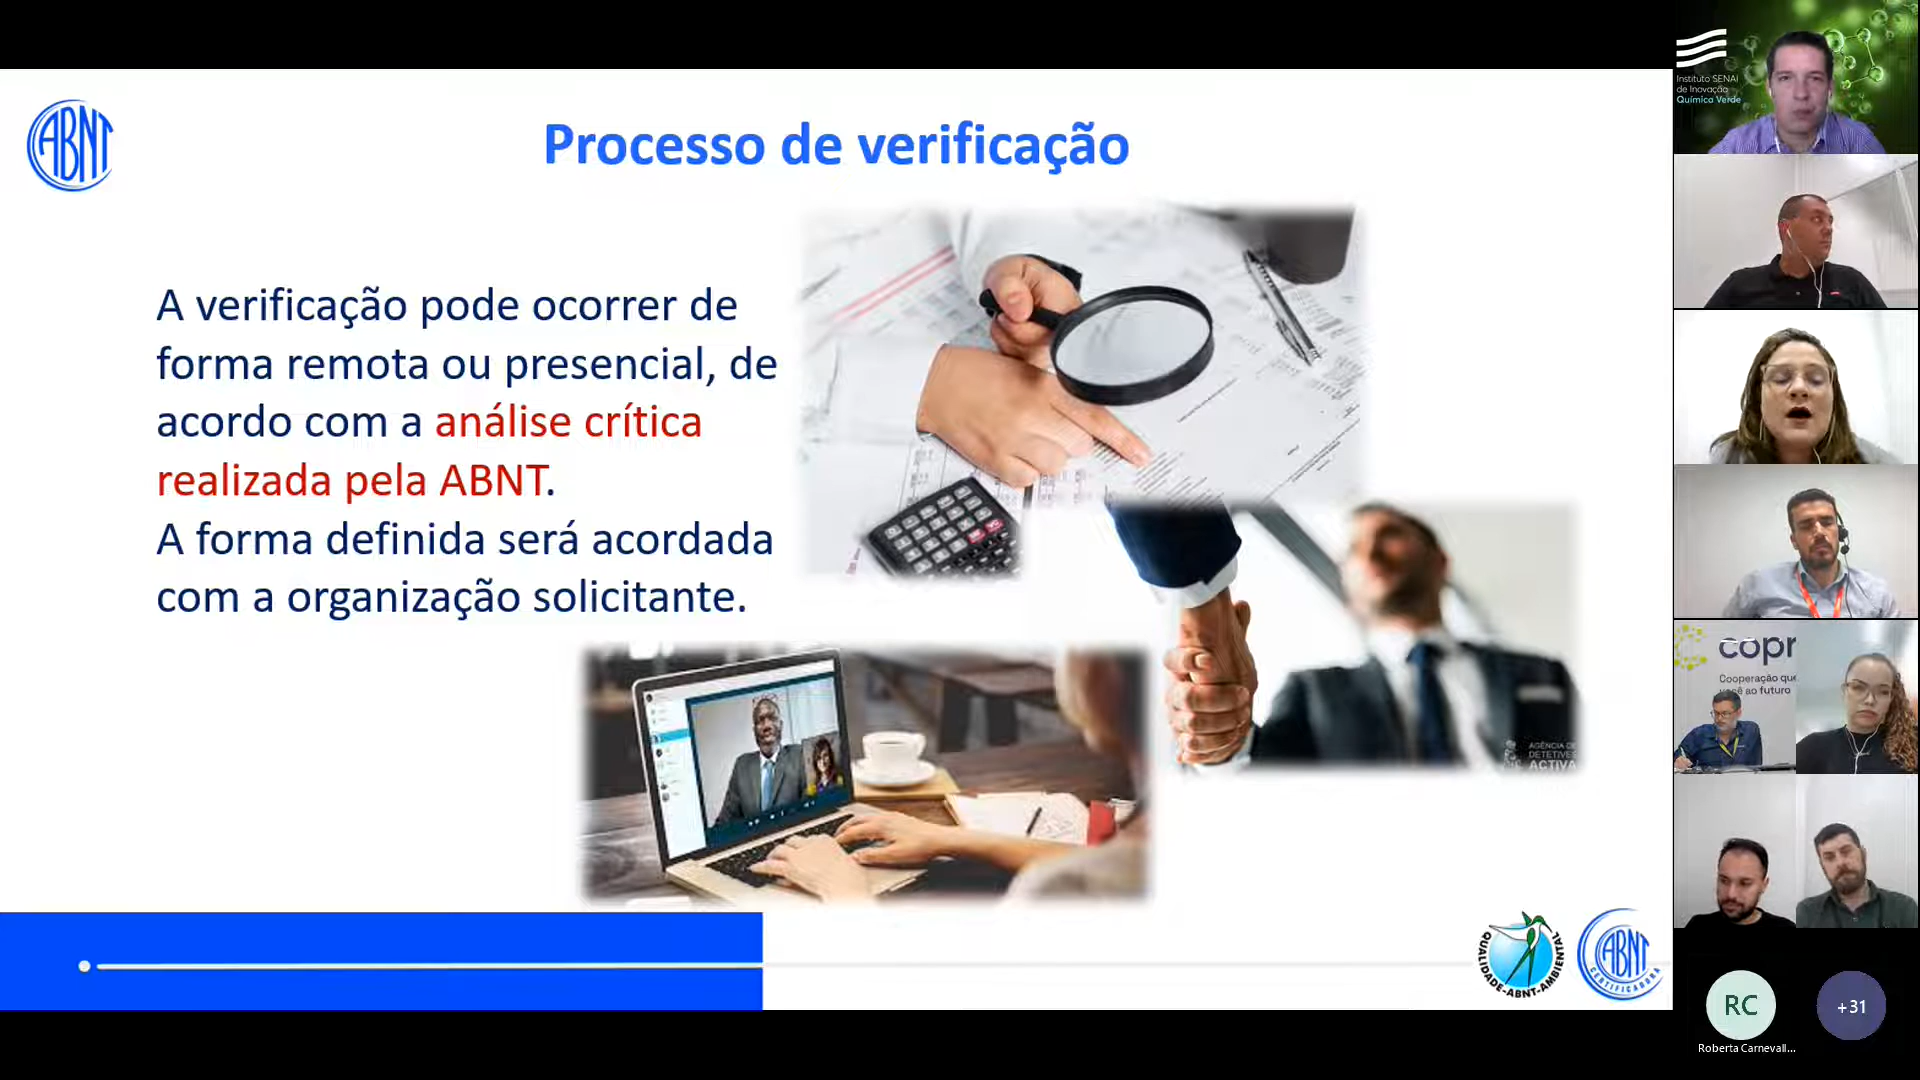 ABNT
Processo de verificação
A verificação pode ocorrer de
forma remota ou presencial, de
acordo com a análise crítica
realizada pela ABNT.
A forma definida será acordada
com a organização solicitante.
AGÊNCIA DE
DETETIVES
ACTIVA
QUALIDADE-ABNT-AMBIENTAL
ABNT
CERTIFICADORA
Instituto SENAI
de Inovação
Química Verde
copr
Cooperação que
você ao futuro
RC
+31
Roberta Carnevall...